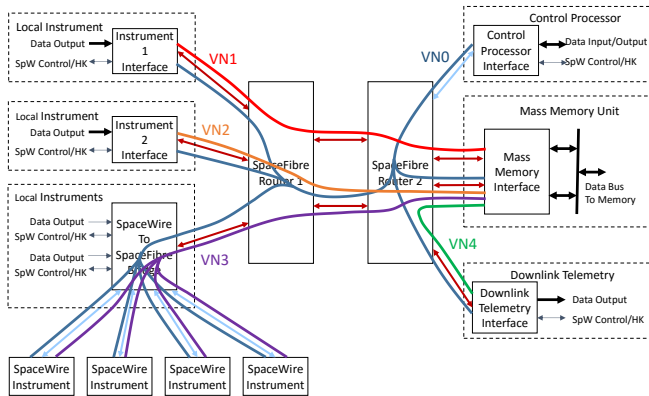 Local Instrument
Data Output
SpW Control/HK
Instrument
1
Interface
VN1
VN0
Control Processor
Control
Processor
Interface
Data Input/Output
SpW Control/HK
Local Instrument
Data Output
SpW Control/HK
Instrument
2
Interface
VN2
SpaceFibre
Router 1
SpaceFibre
Router 2
Mass Memory Unit
Mass
Memory
Interface
Data Bus
To Memory
Local Instruments
Data Output
SpW Control/HK
Data Output
SpW Control/HK
SpaceWire
To
SpaceFibre
Bridge
VN3
VN4
Downlink Telemetry
Downlink
Telemetry
Interface
Data Output
SpW Control/HK
SpaceWire
Instrument
SpaceWire
Instrument
SpaceWire
Instrument
SpaceWire
Instrument